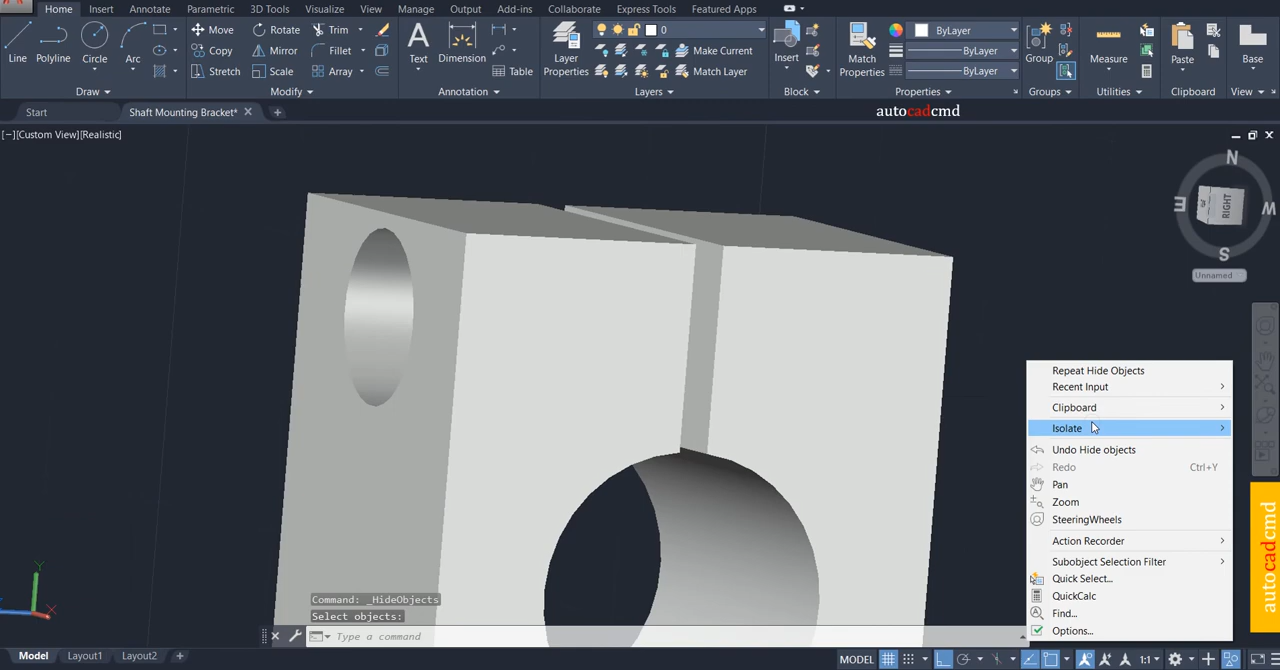 Home Insert Annotate Parametric 3D Tools Visualize View Manage Output Add-ins Collaborate Express Tools Featured Apps
Line Polyline Circle Arc
Move Rotate Trim
Copy Mirror Fillet
Stretch Scale Array
Text Dimension Table
Layer Properties
0
Make Current
Match Layer
Insert
Match Properties
ByLayer
ByLayer
ByLayer
Group Measure Paste Base
Draw Modify Annotation Layers Block Properties Groups Utilities Clipboard View
Start Shaft Mounting Bracket* autocadcmd
[−][Custom View][Realistic]
N
E RIGHT W
S
Unnamed
Repeat Hide Objects
Recent Input
Clipboard
Isolate
Undo Hide objects
Redo Ctrl+Y
Pan
Zoom
SteeringWheels
Action Recorder
Subobject Selection Filter
Quick Select...
QuickCalc
Find...
Options...
autocadcmd
Y
X
Command: _HideObjects
Select objects:
Type a command
Model Layout1 Layout2 +
MODEL 1:1